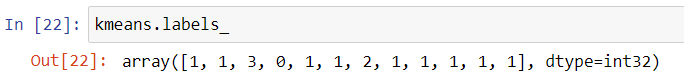 In [22]: kmeans.labels_
Out[22]: array([1, 1, 3, 0, 1, 1, 2, 1, 1, 1, 1, 1], dtype=int32)